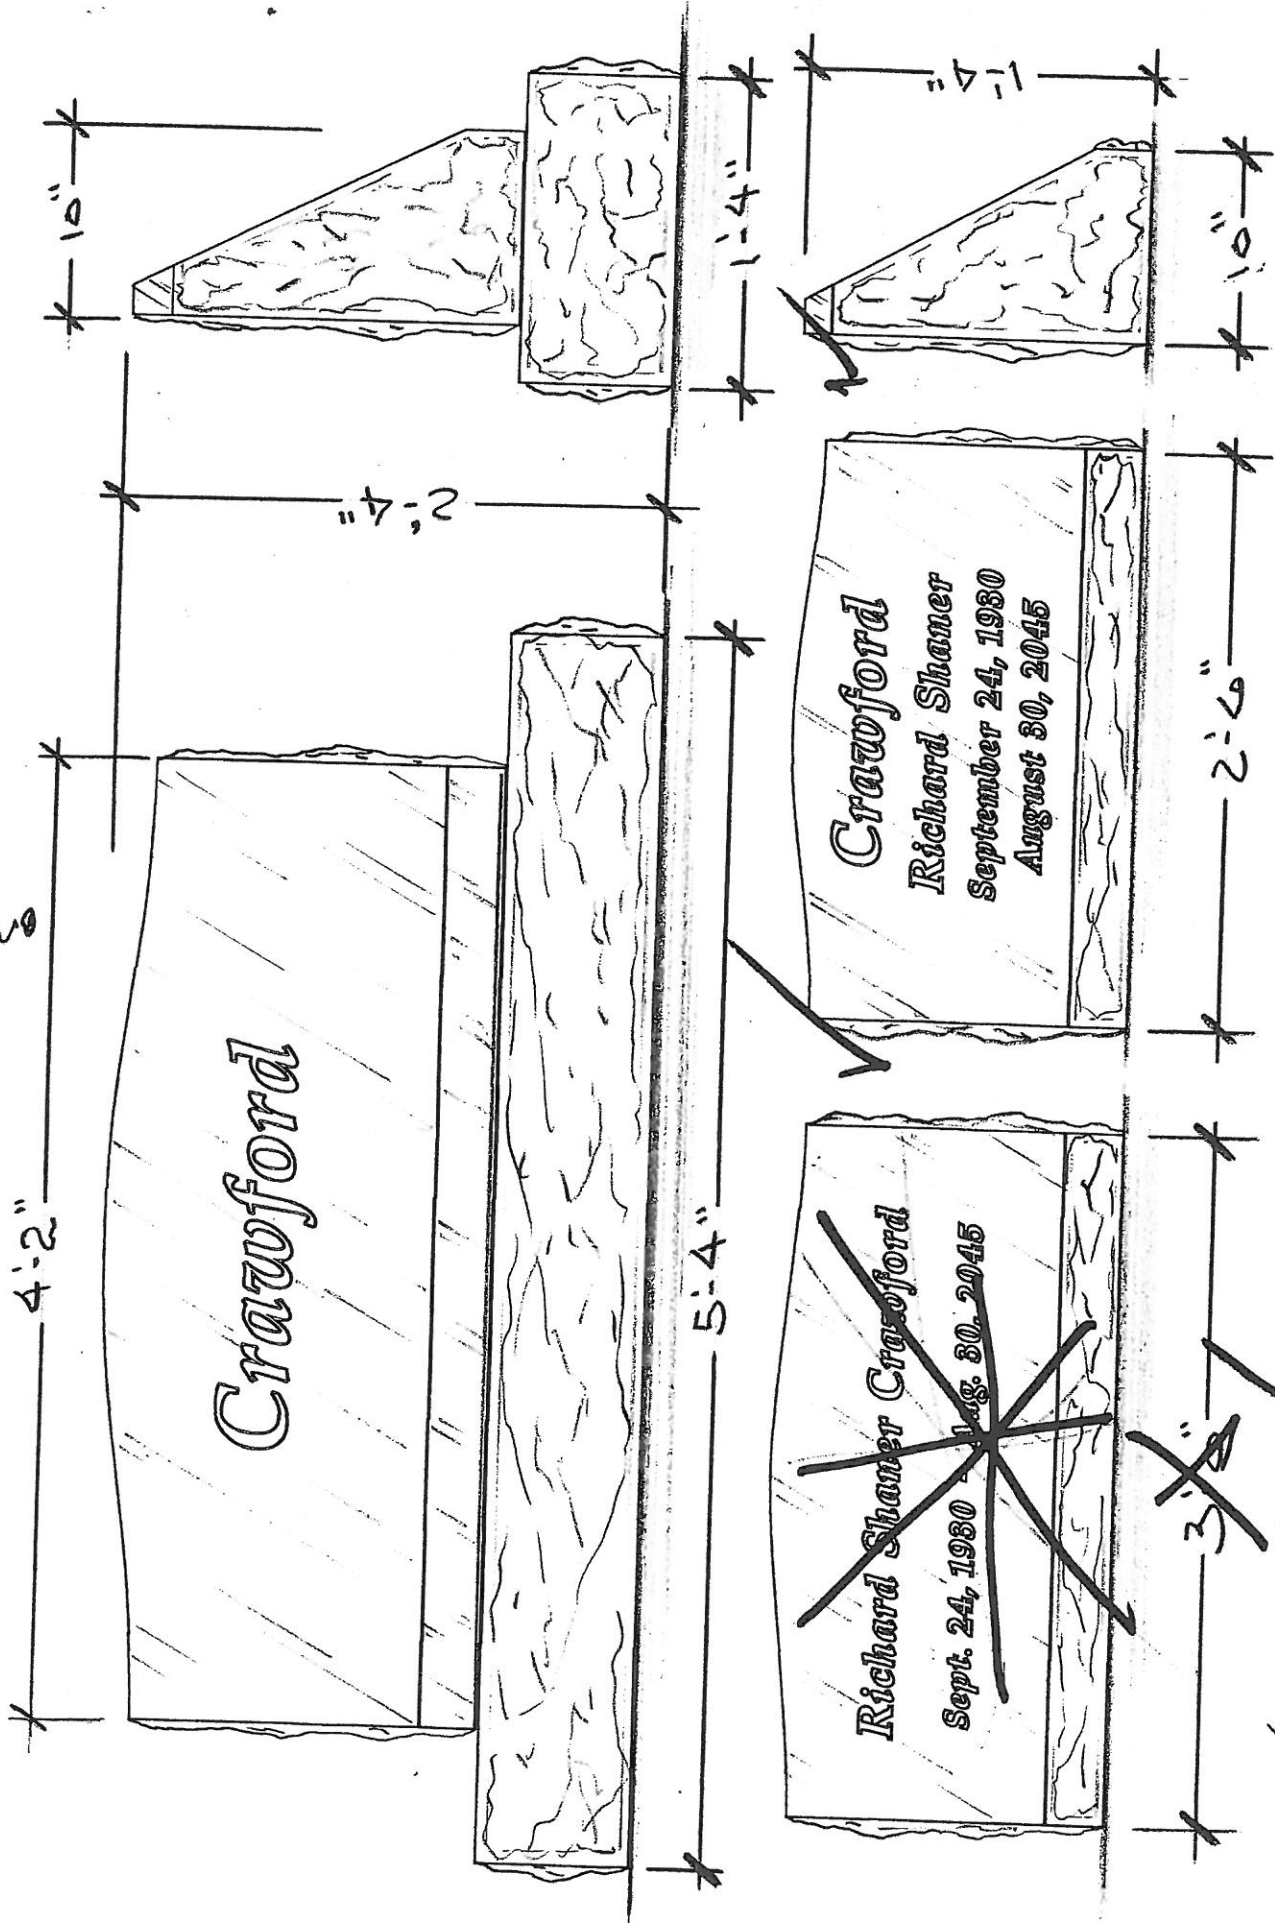 4'-2"
Crawford
5'-4"
2'-4"
10"
1'-4"
Richard Shaner Crawford
Sept. 24, 1930 - Aug. 30, 2045
3'
Crawford
Richard Shaner
September 24, 1930
August 30, 2045
2'-6"
1'-4"
10"